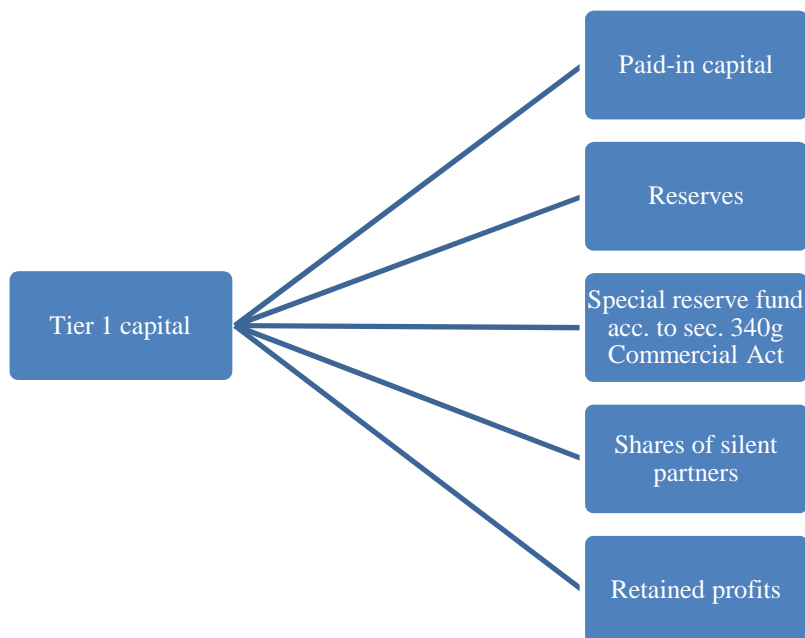 Paid-in capital
Reserves
Tier 1 capital
Special reserve fund
acc. to sec. 340g
Commercial Act
Shares of silent
partners
Retained profits